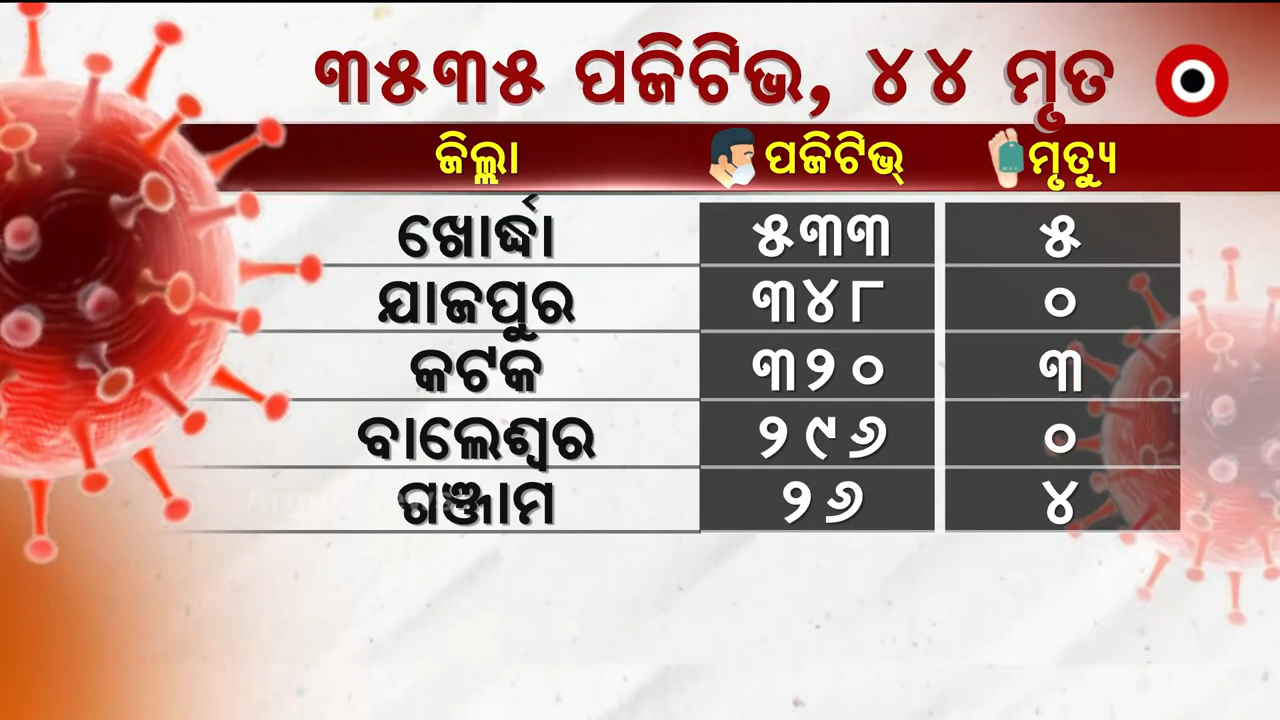 ୩୫୩୫ ପଜିଟିଭ, ୪୪ ମୃତ
ଜିଲ୍ଲା ପଜିଟିଭ୍ ମୃତ୍ୟୁ
ଖୋର୍ଦ୍ଧା ୫୩୩ ୫
ଯାଜପୁର ୩୪୮ ୦
କଟକ ୩୨୦ ୩
ବାଲେଶ୍ୱର ୨୯୬ ୦
ଗଞ୍ଜାମ ୨୬ ୪